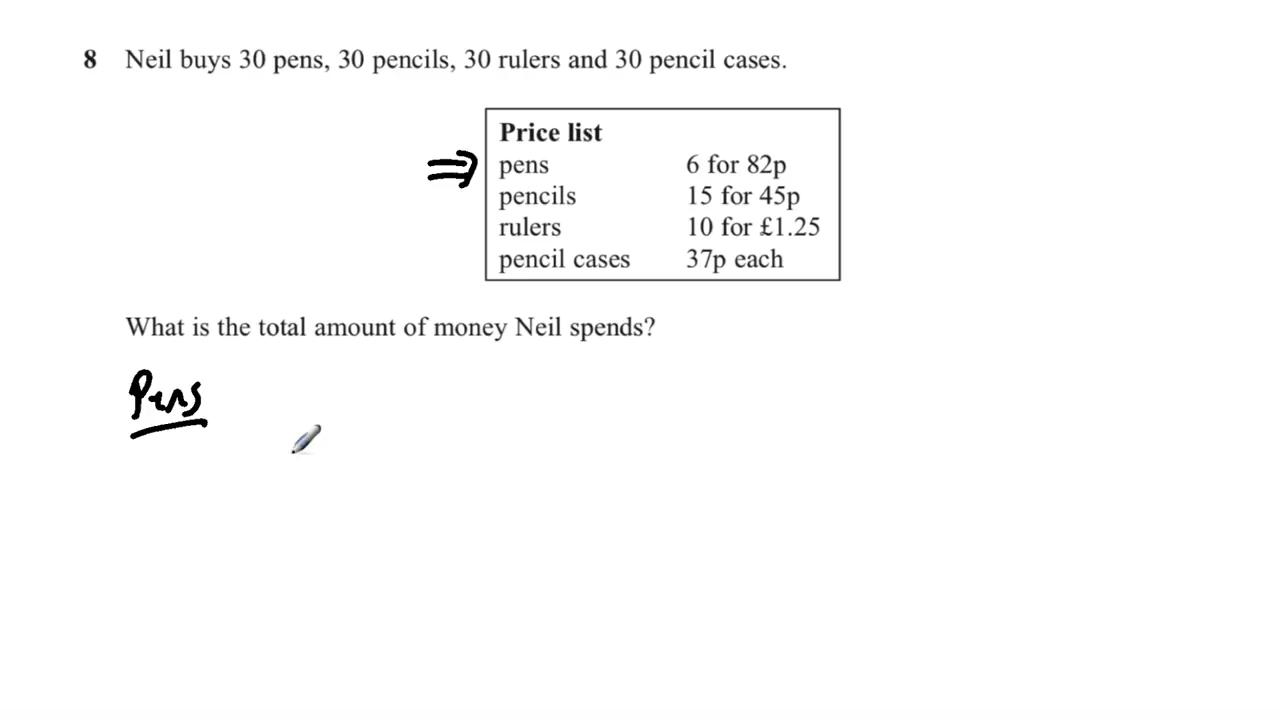 8 Neil buys 30 pens, 30 pencils, 30 rulers and 30 pencil cases.
Price list
pens 6 for 82p
pencils 15 for 45p
rulers 10 for £1.25
pencil cases 37p each
What is the total amount of money Neil spends?
Pens